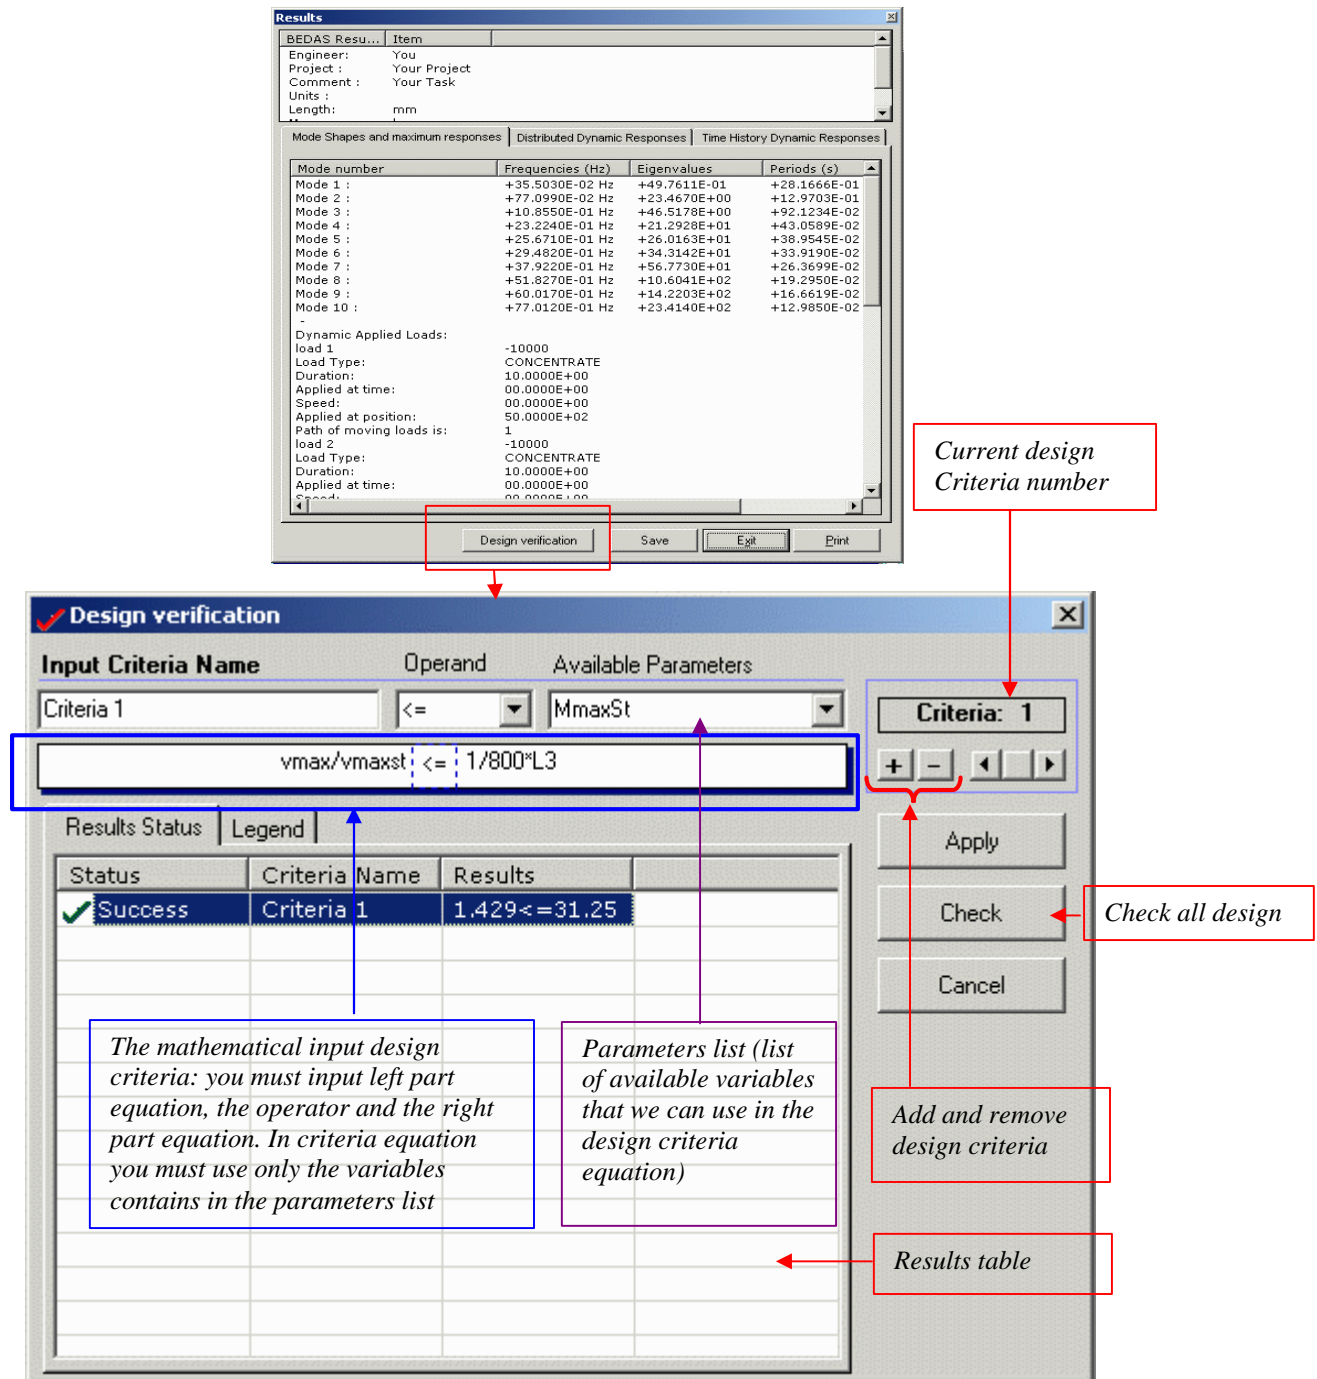 Results
BEDAS Resu... Item
Engineer: You
Project : Your Project
Comment : Your Task
Units :
Length: mm
Mode Shapes and maximum responses Distributed Dynamic Responses Time History Dynamic Responses
Mode number Frequencies (Hz) Eigenvalues Periods (s)
Mode 1 : +35.5030E-02 Hz +49.7611E-01 +28.1666E-01
Mode 2 : +77.0990E-02 Hz +23.4670E+00 +12.9703E-01
Mode 3 : +10.8550E-01 Hz +46.5178E+00 +92.1234E-02
Mode 4 : +23.2240E-01 Hz +21.2928E+01 +43.0589E-02
Mode 5 : +25.6710E-01 Hz +26.0163E+01 +38.9545E-02
Mode 6 : +29.4820E-01 Hz +34.3142E+01 +33.9190E-02
Mode 7 : +37.9220E-01 Hz +56.7730E+01 +26.3699E-02
Mode 8 : +51.8270E-01 Hz +10.6041E+02 +19.2950E-02
Mode 9 : +60.0170E-01 Hz +14.2203E+02 +16.6619E-02
Mode 10 : +77.0120E-01 Hz +23.4140E+02 +12.9850E-02
-
Dynamic Applied Loads:
load 1 -10000
Load Type: CONCENTRATE
Duration: 10.0000E+00
Applied at time: 00.0000E+00
Speed: 00.0000E+00
Applied at position: 50.0000E+02
Path of moving loads is: 1
load 2 -10000
Load Type: CONCENTRATE
Duration: 10.0000E+00
Applied at time: 00.0000E+00
Speed: 00.0000E+00
Design verification Save Exit Print
Current design
Criteria number
Design verification
Input Criteria Name Operand Available Parameters
Criteria 1 <= MmaxSt
Criteria: 1
vmax/vmaxst <= 1/800*L3
+ -
Results Status Legend
Apply
Status Criteria Name Results
Success Criteria 1 1.429<=31.25
Check
Check all design
Cancel
The mathematical input design
criteria: you must input left part
equation, the operator and the right
part equation. In criteria equation
you must use only the variables
contains in the parameters list
Parameters list (list
of available variables
that we can use in the
design criteria
equation)
Add and remove
design criteria
Results table